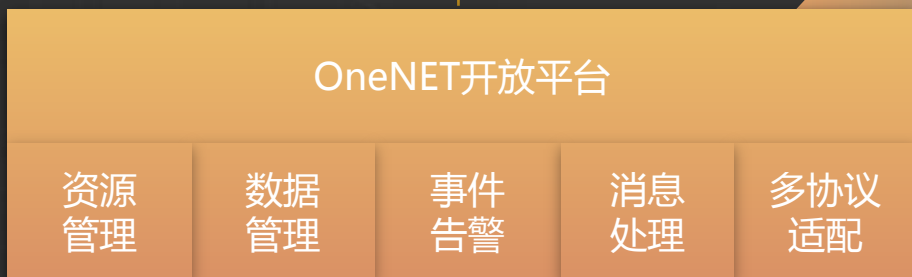 OneNET开放平台
资源
管理
数据
管理
事件
告警
消息
处理
多协议
适配